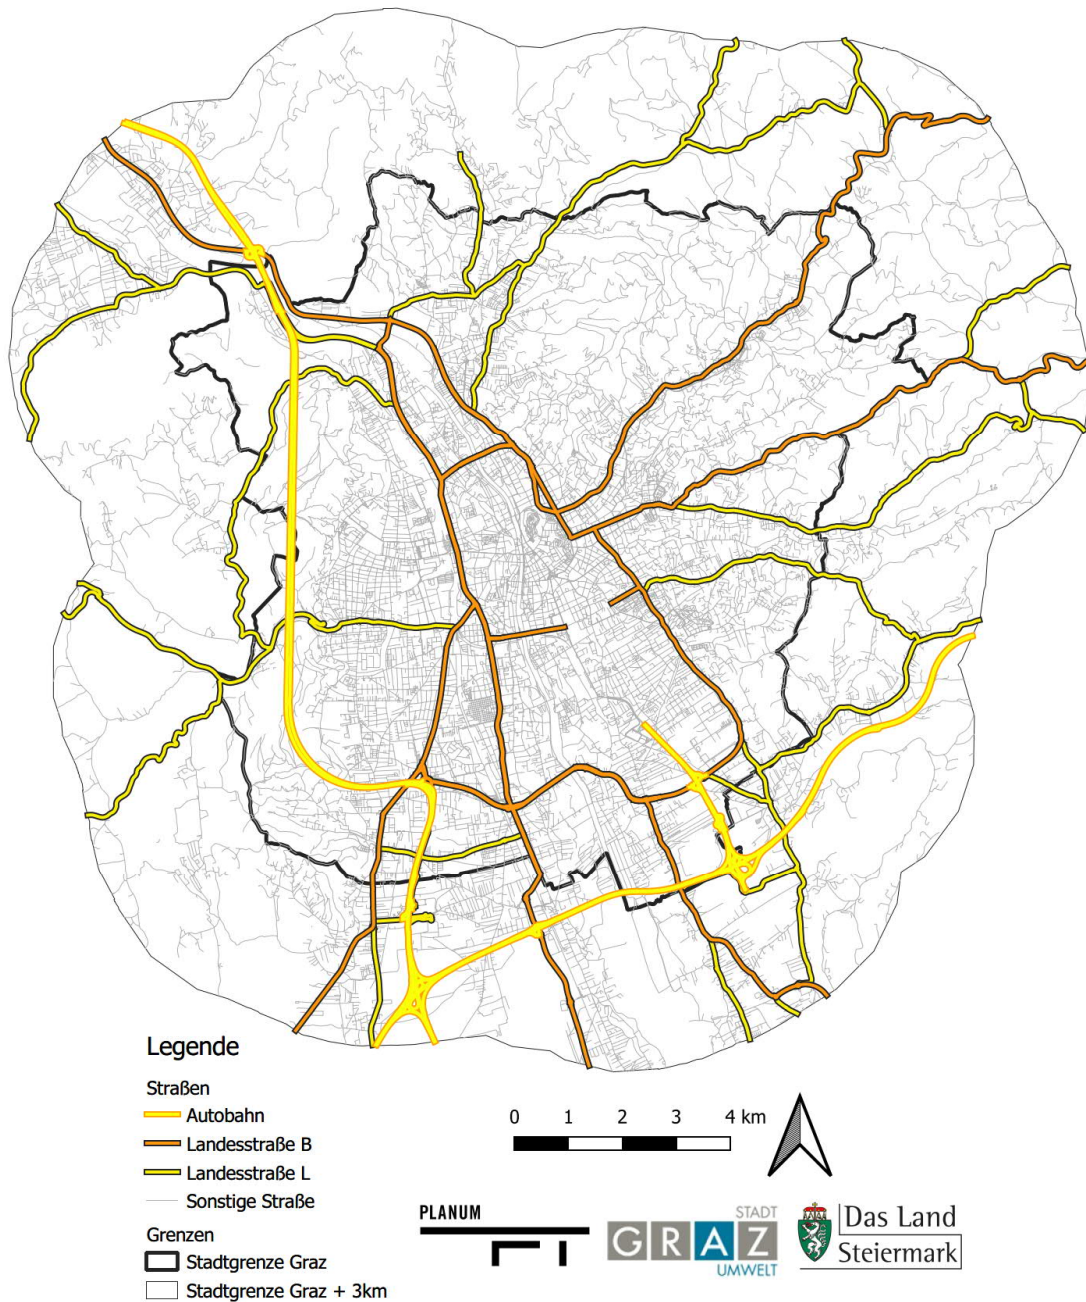 Legende
Straßen
Autobahn
Landesstraße B
Landesstraße L
Sonstige Straße
Grenzen
Stadtgrenze Graz
Stadtgrenze Graz + 3km
0 1 2 3 4 km
PLANUM
STADT
GRAZ
UMWELT
Das Land
Steiermark